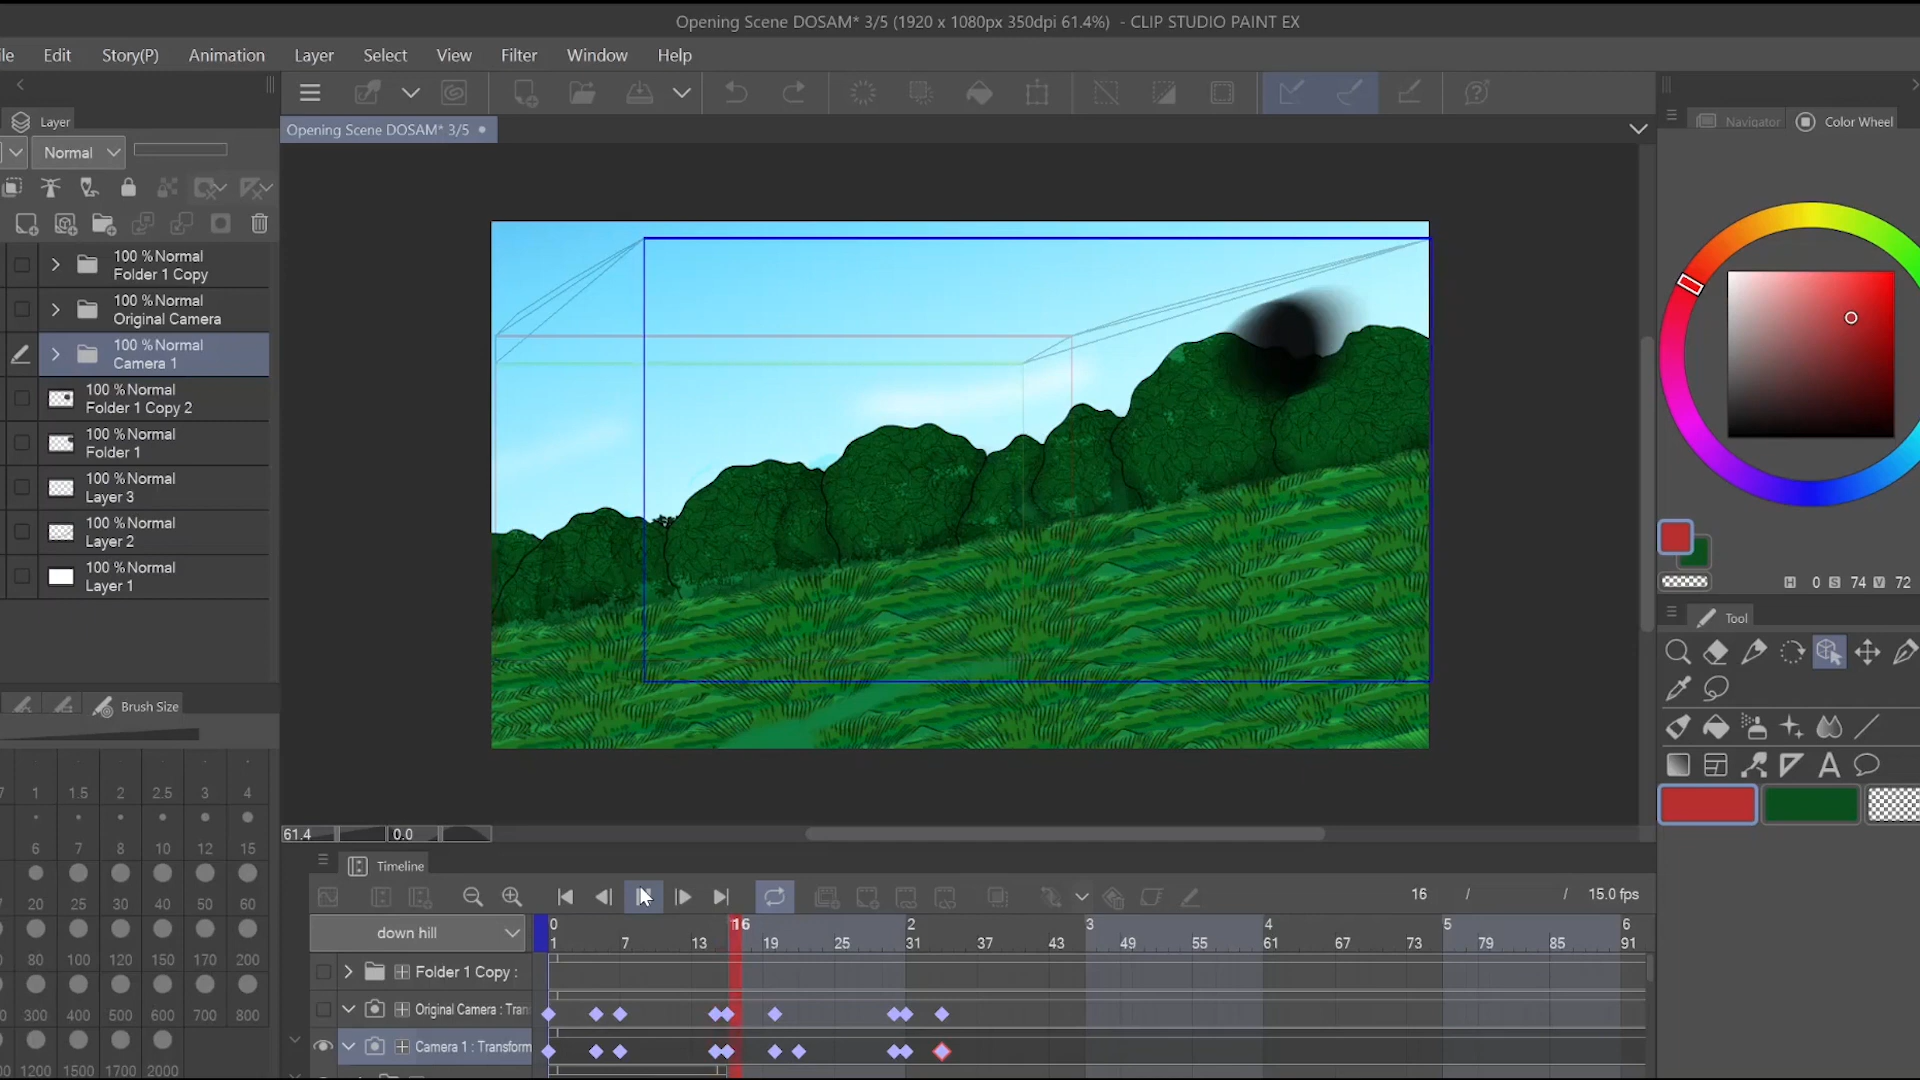 Opening Scene DOSAM* 3/5 (1920 x 1080px 350dpi 61.4%) - CLIP STUDIO PAINT EX
ile Edit Story(P) Animation Layer Select View Filter Window Help
Layer
Opening Scene DOSAM* 3/5
Navigator Color Wheel
Normal
100 %Normal
Folder 1 Copy
100 %Normal
Original Camera
100 %Normal
Camera 1
100 %Normal
Folder 1 Copy 2
100 %Normal
Folder 1
100 %Normal
Layer 3
100 %Normal
Layer 2
100 %Normal
Layer 1
H 0 S 74 V 72
Tool
Brush Size
7 1 1.5 2 2.5 3 4
6 7 8 10 12 15
20 25 30 40 50 60
80 100 120 150 170 200
300 400 500 600 700 800
1200 1500 1700 2000
61.4 0.0
Timeline
16 / / 15.0 fps
down hill
0 16 2 3 4 5 6
1 7 13 19 25 31 37 43 49 55 61 67 73 79 85 91
Folder 1 Copy :
Original Camera : Tran
Camera 1 : Transform